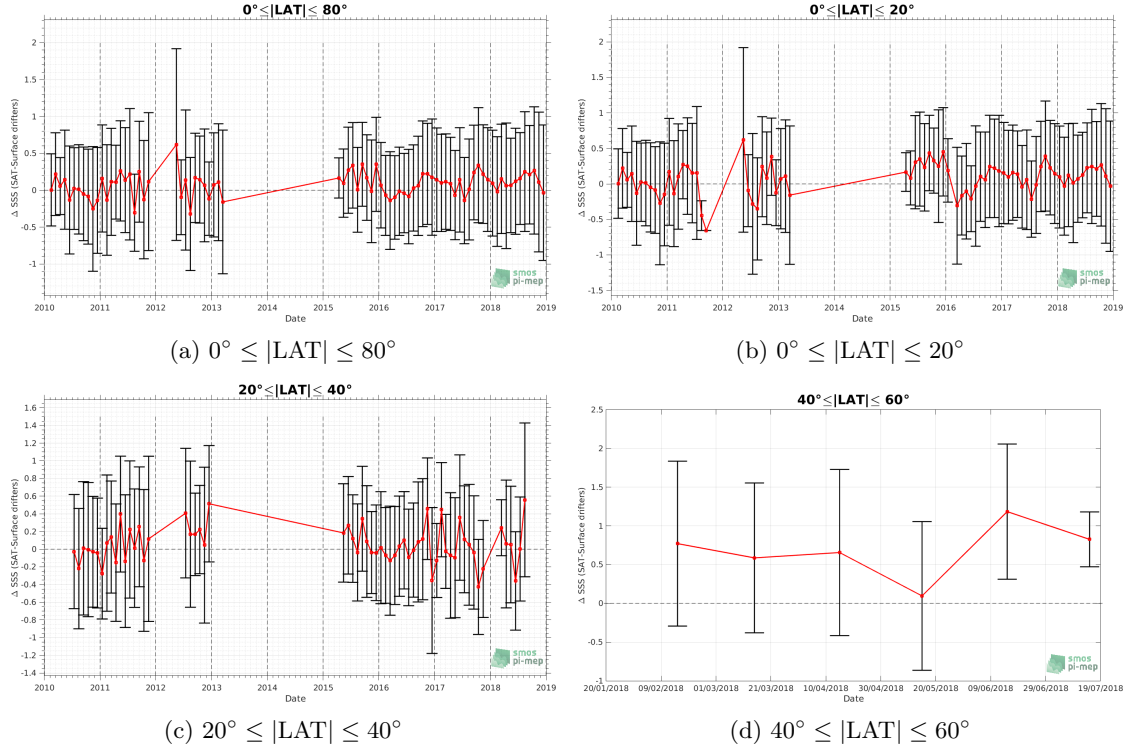 0°≤|LAT|≤ 80°
Δ SSS (SAT-Surface drifters)
2
1.5
1
0.5
0
-0.5
-1
2010 2011 2012 2013 2014 2015 2016 2017 2018 2019
Date
smos
pi-mep
(a) 0° ≤ |LAT| ≤ 80°
0°≤|LAT|≤ 20°
Δ SSS (SAT-Surface drifters)
2
1.5
1
0.5
0
-0.5
-1
-1.5
2010 2011 2012 2013 2014 2015 2016 2017 2018 2019
Date
smos
pi-mep
(b) 0° ≤ |LAT| ≤ 20°
20°≤|LAT|≤ 40°
Δ SSS (SAT-Surface drifters)
1.6
1.4
1.2
1
0.8
0.6
0.4
0.2
0
-0.2
-0.4
-0.6
-0.8
-1
-1.2
-1.4
2010 2011 2012 2013 2014 2015 2016 2017 2018 2019
Date
smos
pi-mep
(c) 20° ≤ |LAT| ≤ 40°
40°≤|LAT|≤ 60°
Δ SSS (SAT-Surface drifters)
2.5
2
1.5
1
0.5
0
-0.5
-1
20/01/2018 09/02/2018 01/03/2018 21/03/2018 10/04/2018 30/04/2018 20/05/2018 09/06/2018 29/06/2018 19/07/2018
Date
smos
pi-mep
(d) 40° ≤ |LAT| ≤ 60°